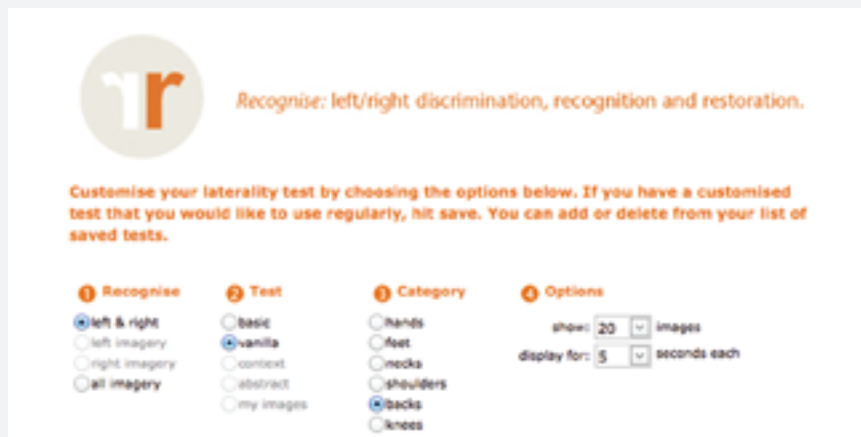 rr
Recognise: left/right discrimination, recognition and restoration.
Customise your laterality test by choosing the options below. If you have a customised
test that you would like to use regularly, hit save. You can add or delete from your list of
saved tests.
1 Recognise
left & right
left imagery
right imagery
all imagery
2 Test
basic
vanilla
context
abstract
my images
3 Category
hands
feet
necks
shoulders
backs
knees
4 Options
show: 20 images
display for: 5 seconds each